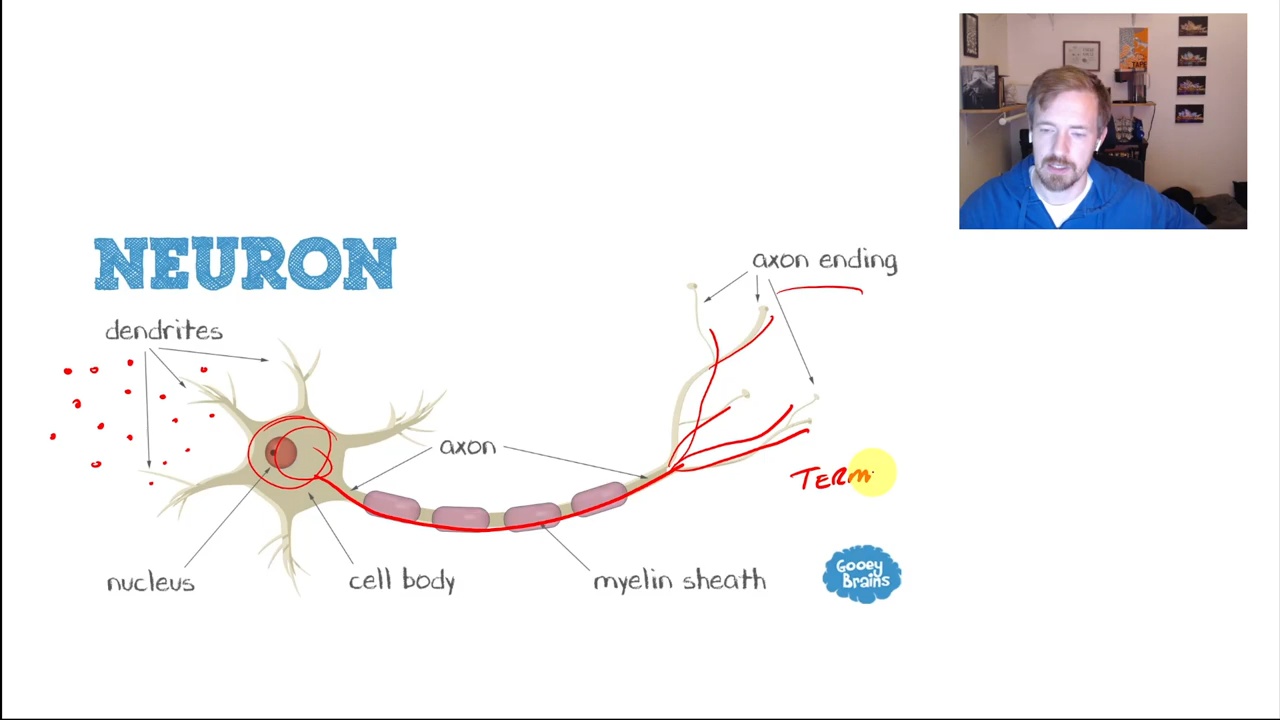 NEURON
axon ending
dendrites
axon
TERM
nucleus
cell body
myelin sheath
Gooey
Brains